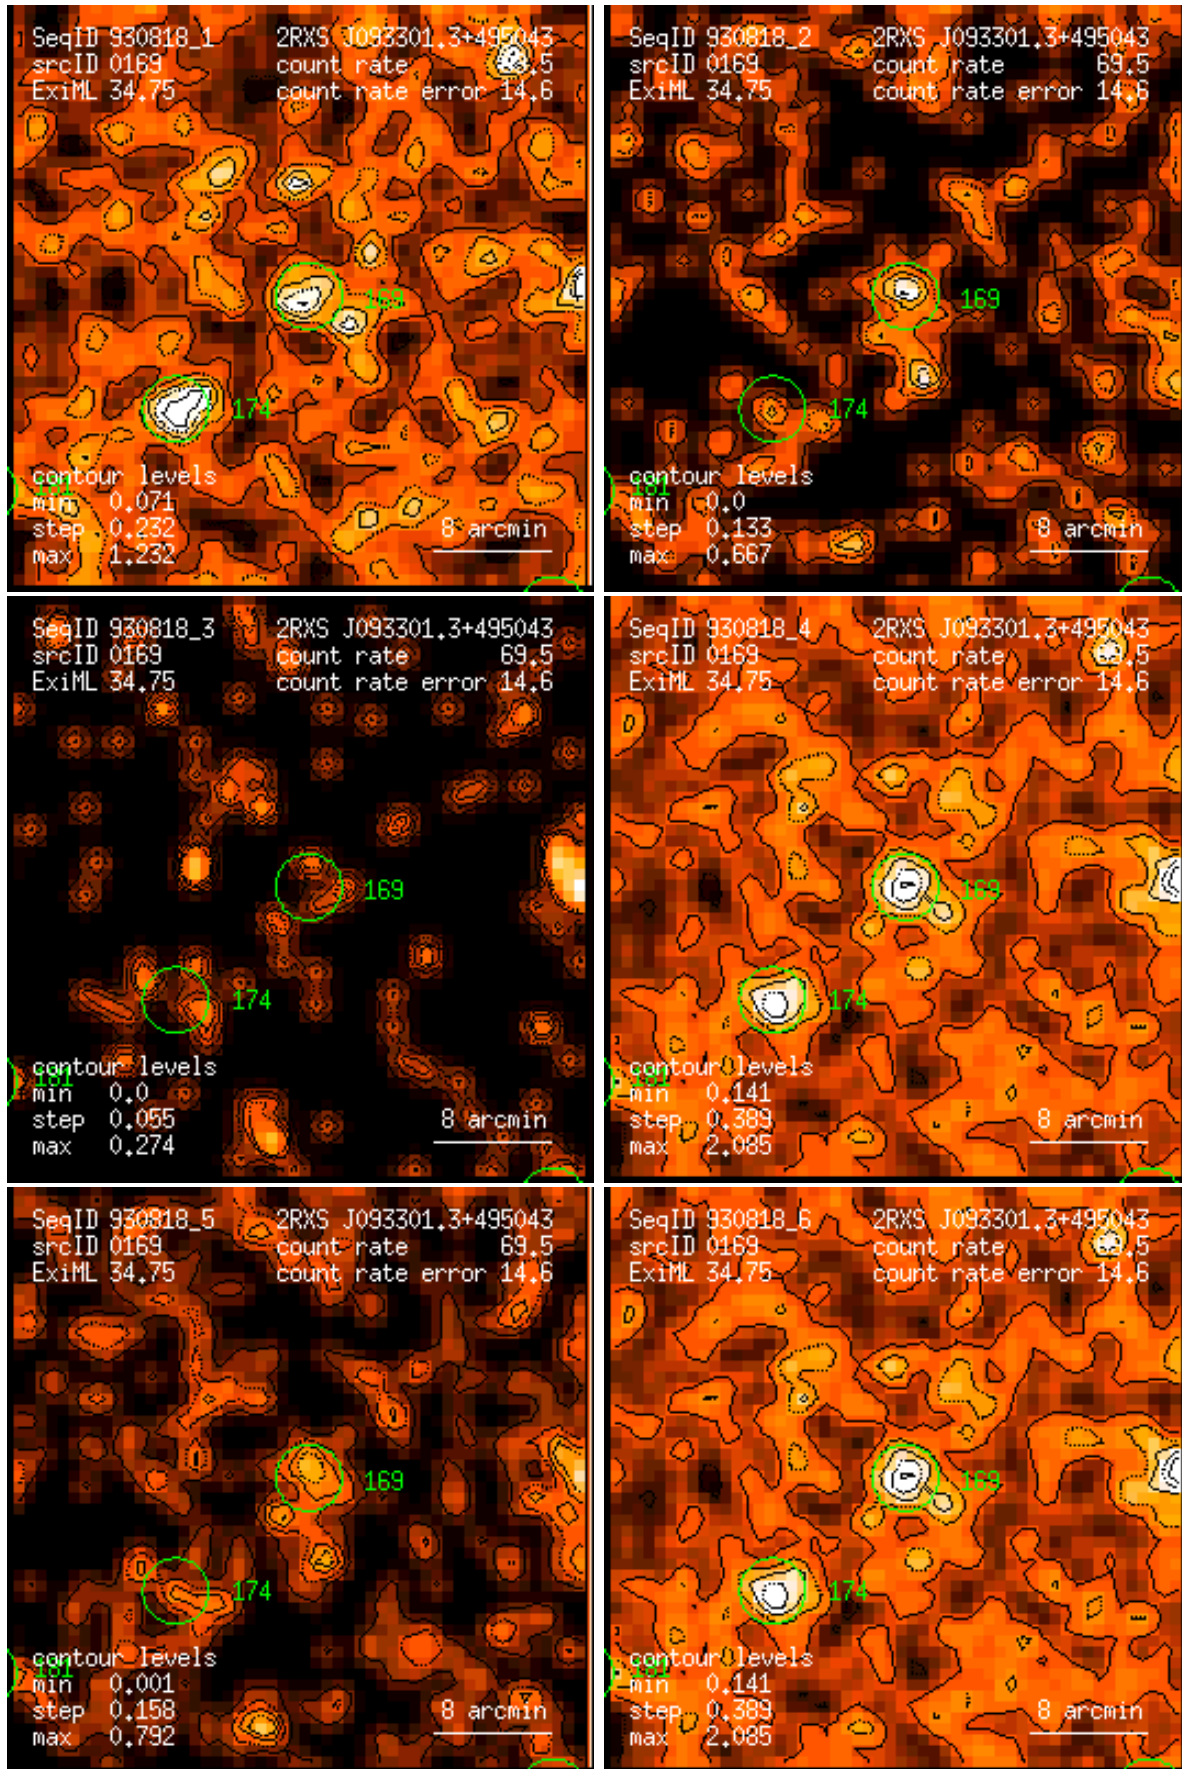 SeqID 930818_1 2RXS J093301.3+495043
srcID 0169 count rate .5
ExiML 34.75 count rate error 14.6
169
174
contour levels
181
min 0.071
step 0.232 8 arcmin
max 1.232
SeqID 930818_2 2RXS J093301.3+495043
srcID 0169 count rate 69.5
ExiML 34.75 count rate error 14.6
169
174
contour levels
181
min 0.0
step 0.133 8 arcmin
max 0.667
SeqID 930818_3 2RXS J093301.3+495043
srcID 0169 count rate 69.5
ExiML 34.75 count rate error 14.6
169
174
contour levels
181
min 0.0
step 0.055 8 arcmin
max 0.274
SeqID 930818_4 2RXS J093301.3+495043
srcID 0169 count rate .5
ExiML 34.75 count rate error 14.6
169
174
contour levels
181
min 0.141
step 0.389 8 arcmin
max 2.085
SeqID 930818_5 2RXS J093301.3+495043
srcID 0169 count rate 69.5
ExiML 34.75 count rate error 14.6
169
174
contour levels
181
min 0.001
step 0.158 8 arcmin
max 0.792
SeqID 930818_6 2RXS J093301.3+495043
srcID 0169 count rate .5
ExiML 34.75 count rate error 14.6
169
174
contour levels
181
min 0.141
step 0.389 8 arcmin
max 2.085